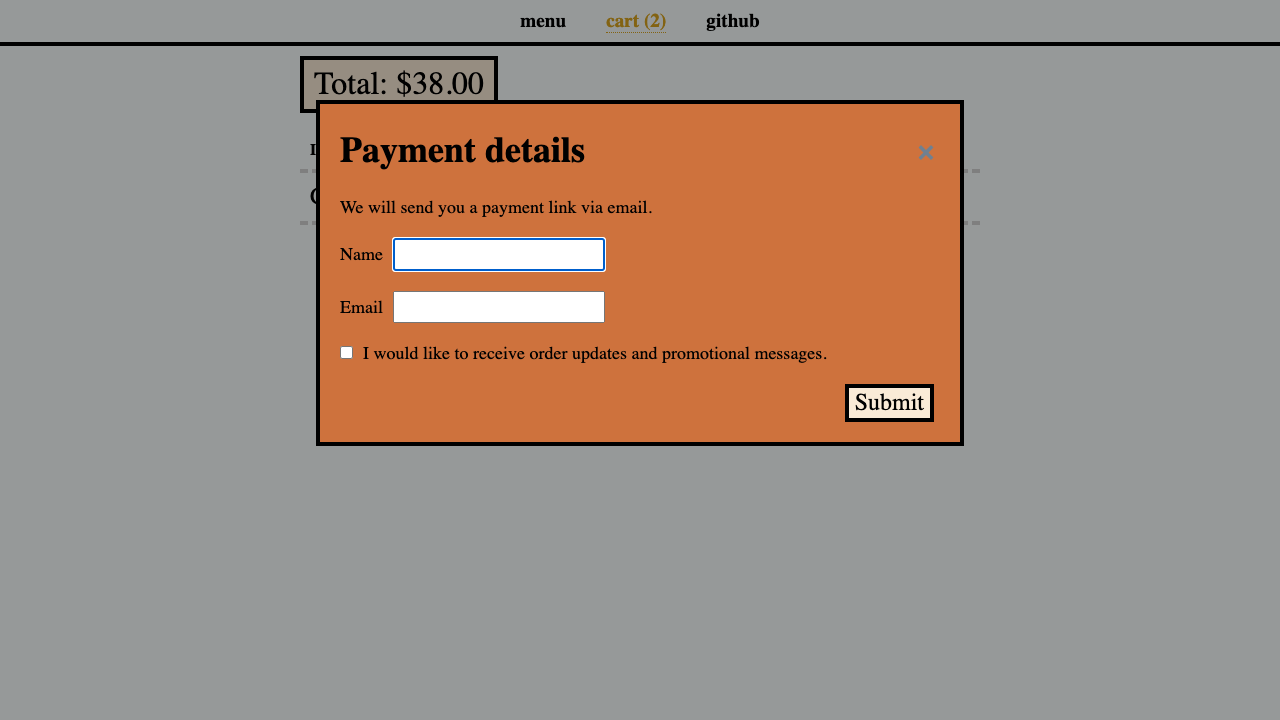 menu
cart (2)
github
Total: $38.00
Payment details
×
We will send you a payment link via email.
Name
Email
I would like to receive order updates and promotional messages.
Submit